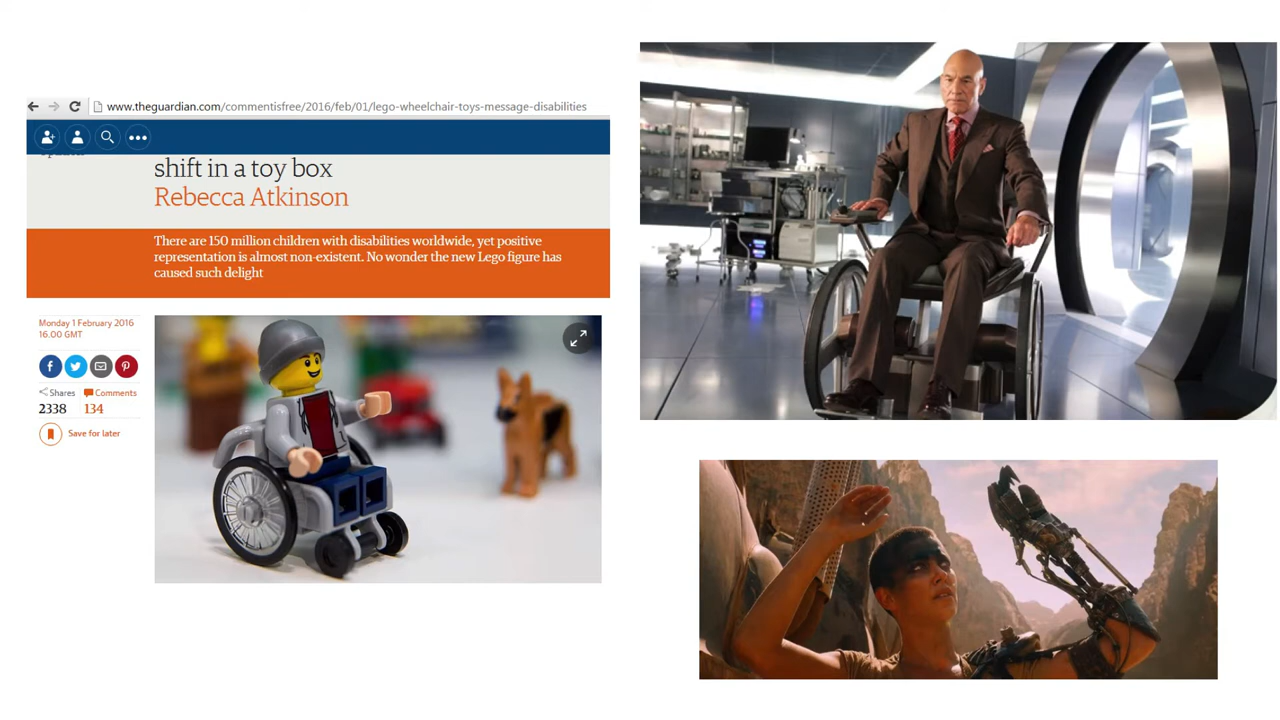 www.theguardian.com/commentisfree/2016/feb/01/lego-wheelchair-toys-message-disabilities
shift in a toy box
Rebecca Atkinson
There are 150 million children with disabilities worldwide, yet positive
representation is almost non-existent. No wonder the new Lego figure has
caused such delight
Monday 1 February 2016
16.00 GMT
Shares
Comments
2338
134
Save for later